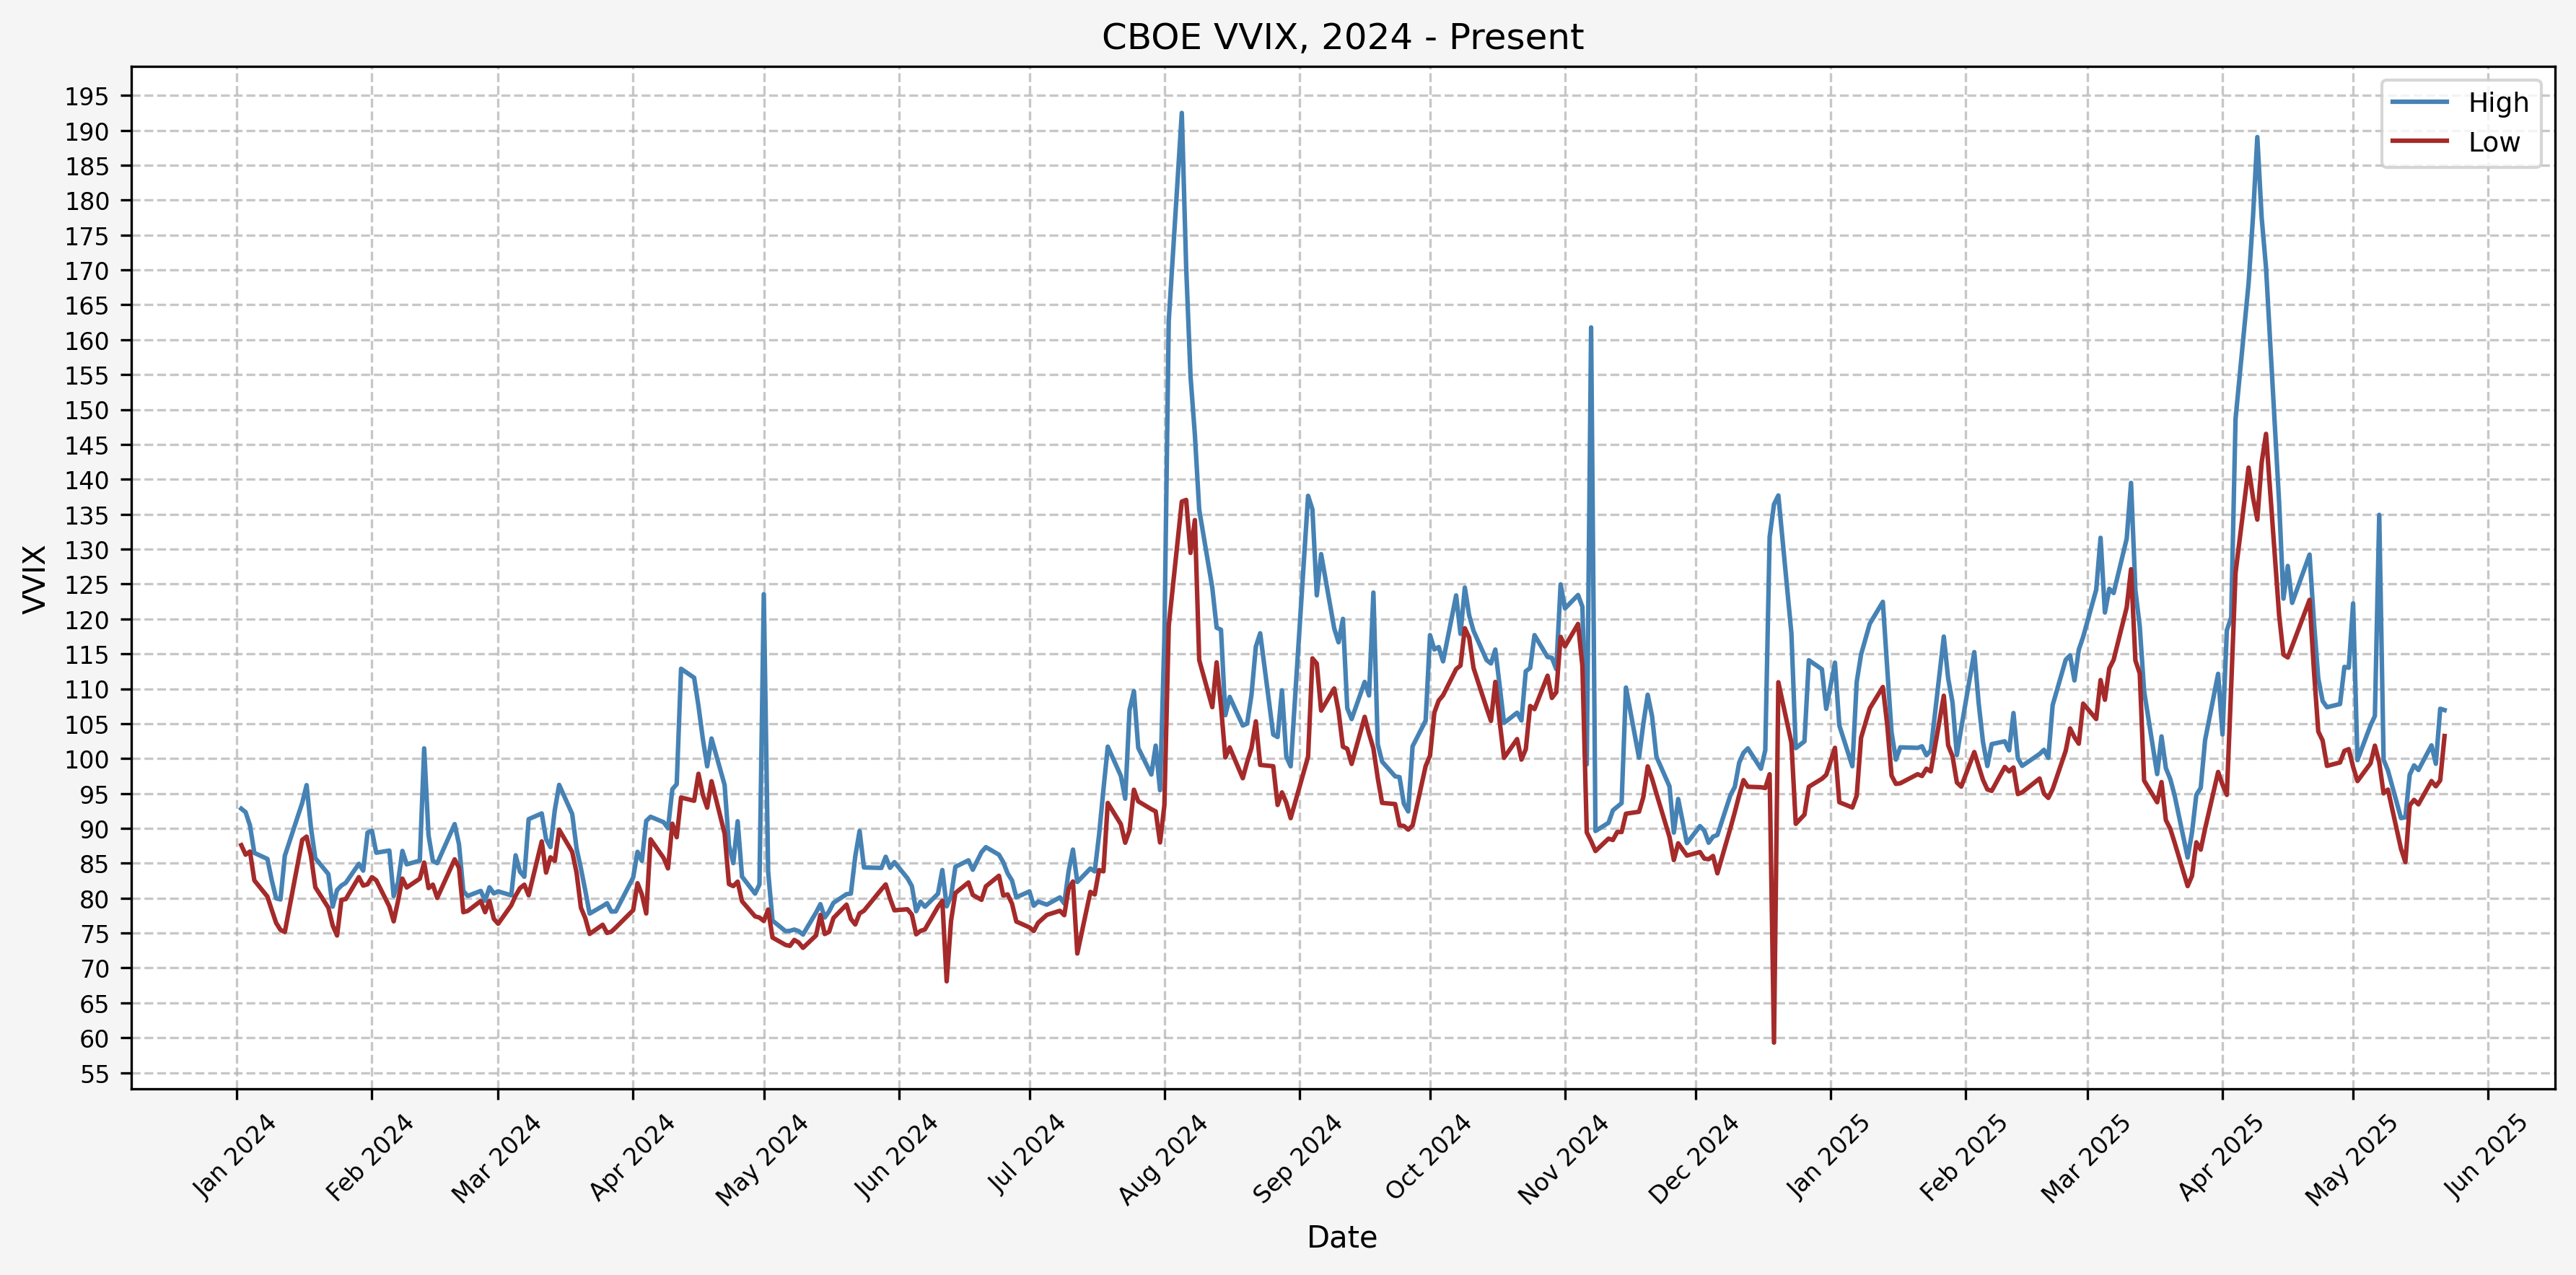 CBOE VVIX, 2024 - Present
High
Low
195
190
185
180
175
170
165
160
155
150
145
140
135
130
125
120
115
110
105
100
95
90
85
80
75
70
65
60
55
VVIX
Jan 2024
Feb 2024
Mar 2024
Apr 2024
May 2024
Jun 2024
Jul 2024
Aug 2024
Sep 2024
Oct 2024
Nov 2024
Dec 2024
Jan 2025
Feb 2025
Mar 2025
Apr 2025
May 2025
Jun 2025
Date